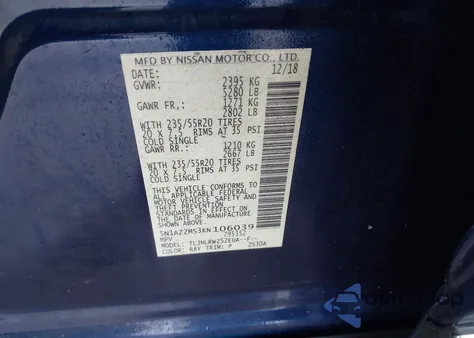 MFD BY NISSAN MOTOR CO., LTD.
DATE: 12/18
GVWR: 2395 KG
5280 LB
GAWR FR.: 1271 KG
2802 LB
WITH 235/55R20 TIRES
20 X 7.5 RIMS AT 35 PSI
COLD SINGLE
GAWR RR.: 1210 KG
2667 LB
WITH 235/55R20 TIRES
20 X 7.5 RIMS AT 35 PSI
COLD SINGLE
THIS VEHICLE CONFORMS TO
ALL APPLICABLE FEDERAL
MOTOR VEHICLE SAFETY AND
THEFT PREVENTION
STANDARDS IN EFFECT ON THE
DATE OF MANUFACTURE.
5N1AZ2MS3KN106039
MPV 795352
MODEL:
COLOR: RAY TRIM: P 2S30A